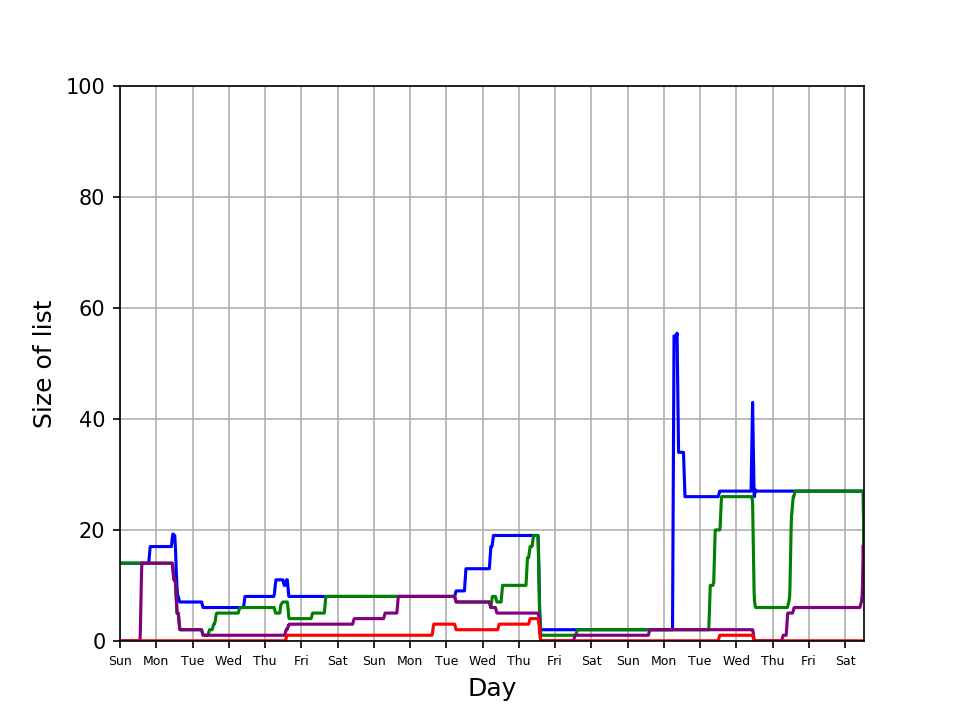 100
80
60
40
20
0
Size of list
Sun Mon Tue Wed Thu Fri Sat Sun Mon Tue Wed Thu Fri Sat Sun Mon Tue Wed Thu Fri Sat
Day